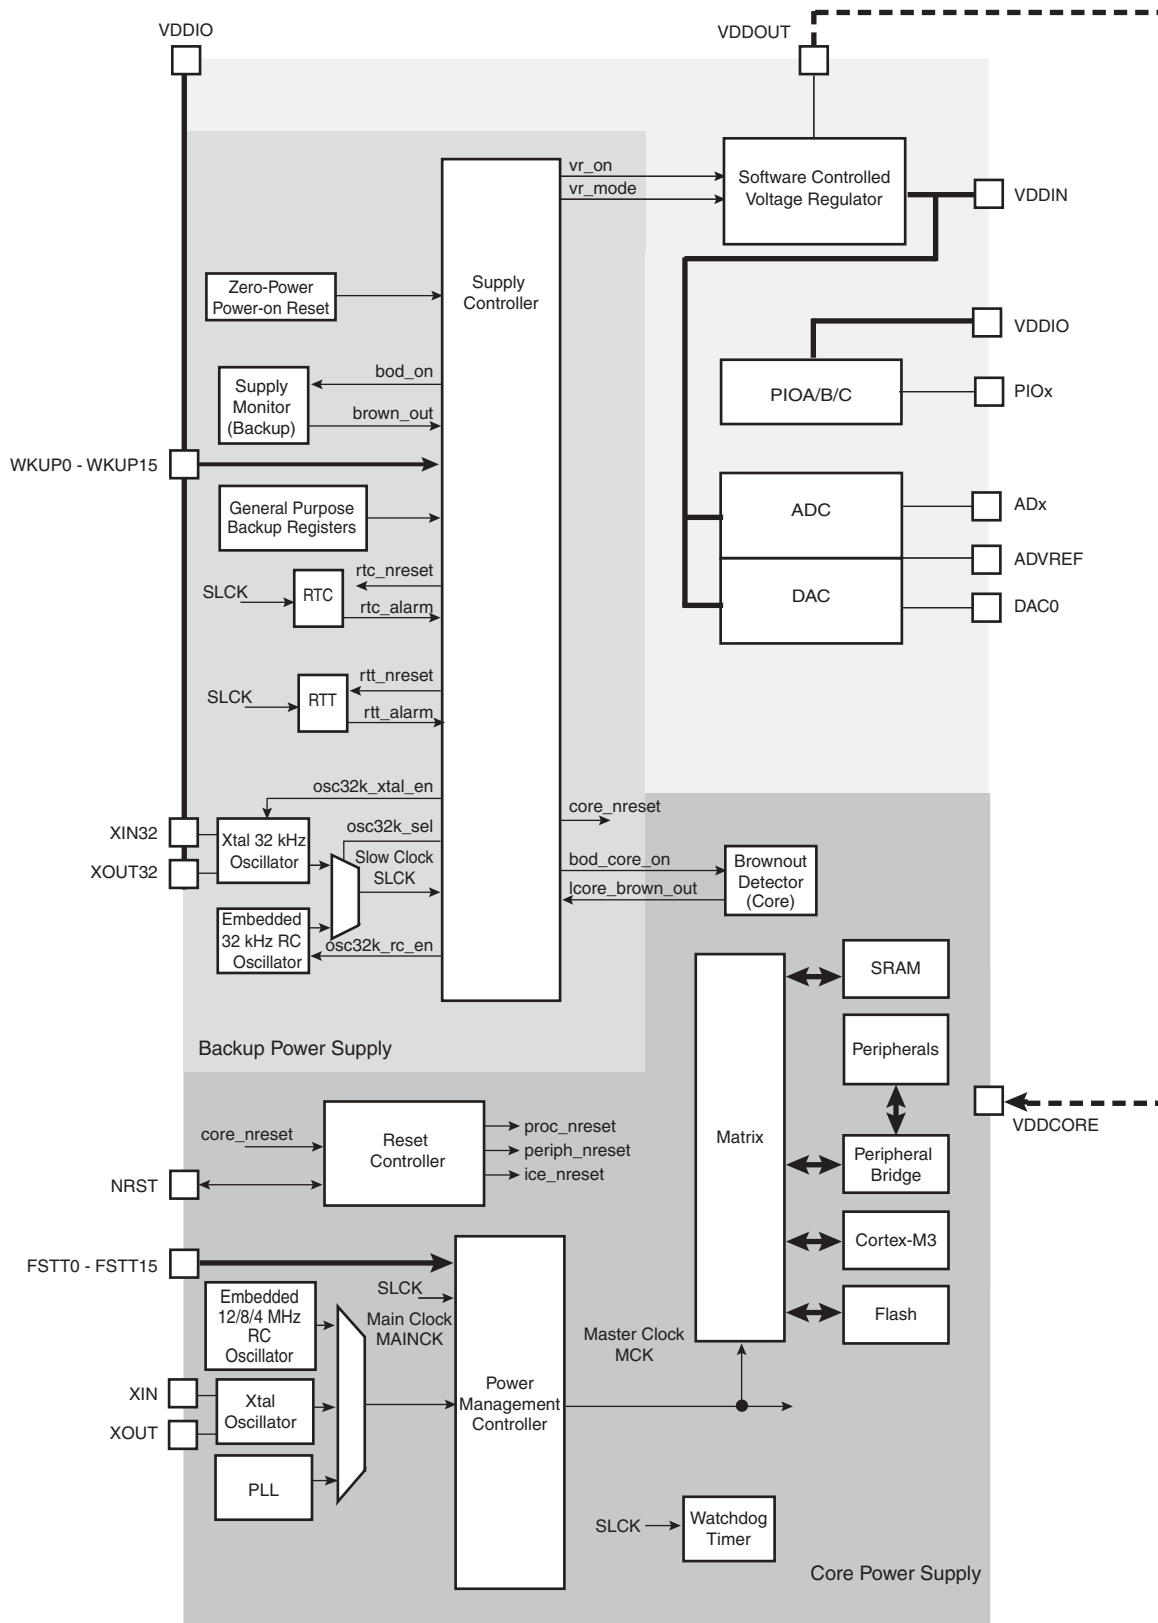 VDDIO
VDDOUT
vr_on
vr_mode
Software Controlled
Voltage Regulator
VDDIN
Supply
Controller
Zero-Power
Power-on Reset
VDDIO
bod_on
Supply
Monitor
(Backup)
brown_out
PIOA/B/C
PIOx
WKUP0 - WKUP15
General Purpose
Backup Registers
ADC
ADx
ADVREF
rtc_nreset
SLCK
RTC
rtc_alarm
DAC
DAC0
rtt_nreset
SLCK
RTT
rtt_alarm
osc32k_xtal_en
core_nreset
XIN32
Xtal 32 kHz
Oscillator
osc32k_sel
XOUT32
Slow Clock
SLCK
bod_core_on
lcore_brown_out
Brownout
Detector
(Core)
Embedded
32 kHz RC
Oscillator
osc32k_rc_en
SRAM
Backup Power Supply
Peripherals
Matrix
VDDCORE
core_nreset
Reset
Controller
proc_nreset
periph_nreset
ice_nreset
Peripheral
Bridge
NRST
Cortex-M3
FSTT0 - FSTT15
SLCK
Embedded
12/8/4 MHz
RC
Oscillator
Main Clock
MAINCK
Flash
Master Clock
MCK
XIN
Xtal
Oscillator
XOUT
Power
Management
Controller
PLL
SLCK
Watchdog
Timer
Core Power Supply